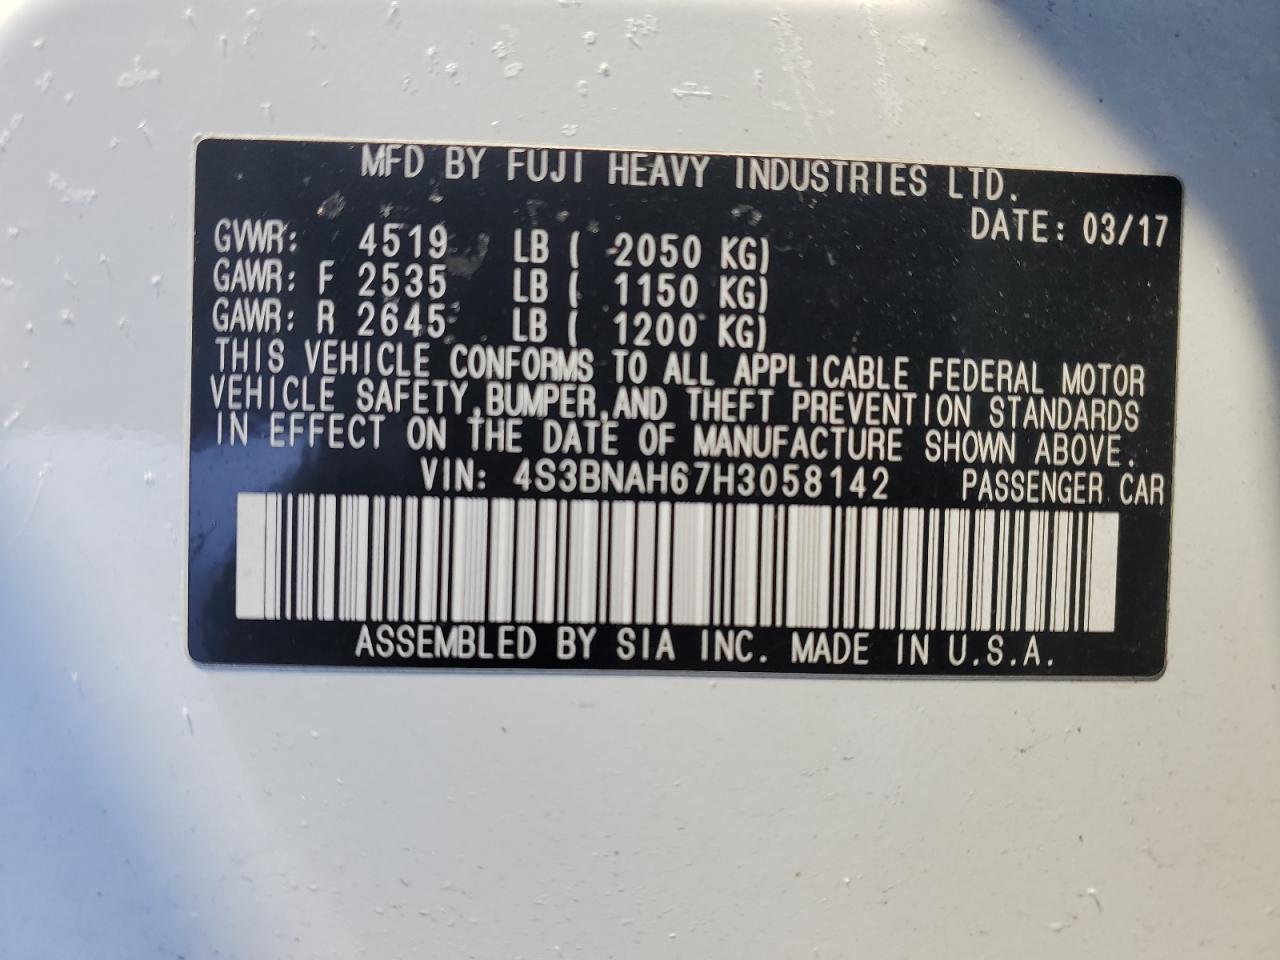 MFD BY FUJI HEAVY INDUSTRIES LTD.
DATE: 03/17
GVWR: 4519 LB ( 2050 KG)
GAWR: F 2535 LB ( 1150 KG)
GAWR: R 2645 LB ( 1200 KG)
THIS VEHICLE CONFORMS TO ALL APPLICABLE FEDERAL MOTOR
VEHICLE SAFETY,BUMPER,AND THEFT PREVENTION STANDARDS
IN EFFECT ON THE DATE OF MANUFACTURE SHOWN ABOVE.
VIN: 4S3BNAH67H3058142 PASSENGER CAR
ASSEMBLED BY SIA INC. MADE IN U.S.A.